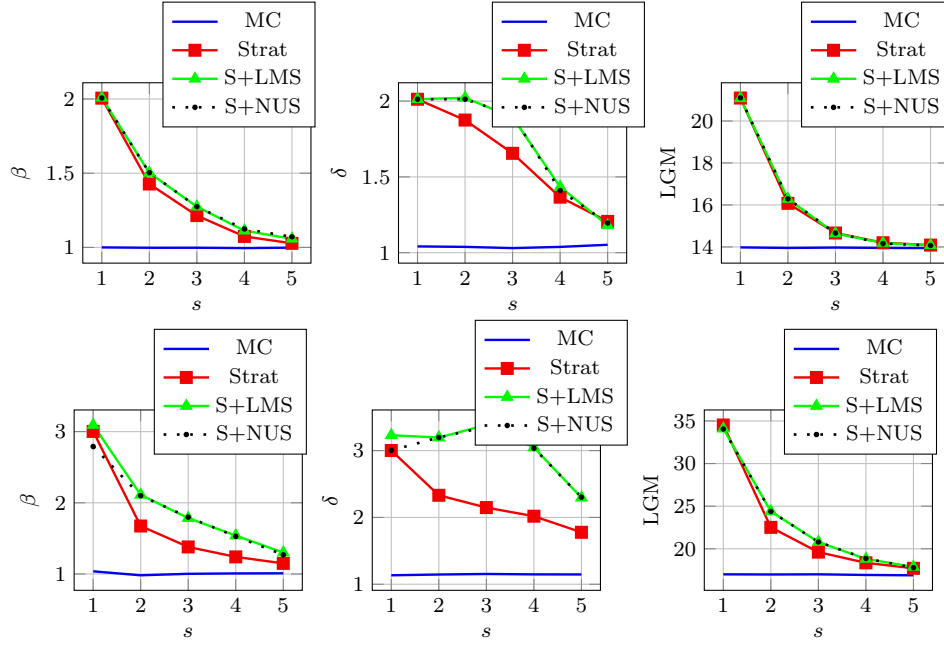 MC
Strat
S+LMS
S+NUS
2
1.5
1
β
1 2 3 4 5
s
MC
Strat
S+LMS
S+NUS
2
1.5
1
δ
1 2 3 4 5
s
MC
Strat
S+LMS
S+NUS
20
18
16
14
LGM
1 2 3 4 5
s
MC
Strat
S+LMS
S+NUS
3
2
1
β
1 2 3 4 5
s
MC
Strat
S+LMS
S+NUS
3
2
1
δ
1 2 3 4 5
s
MC
Strat
S+LMS
S+NUS
35
30
25
20
LGM
1 2 3 4 5
s